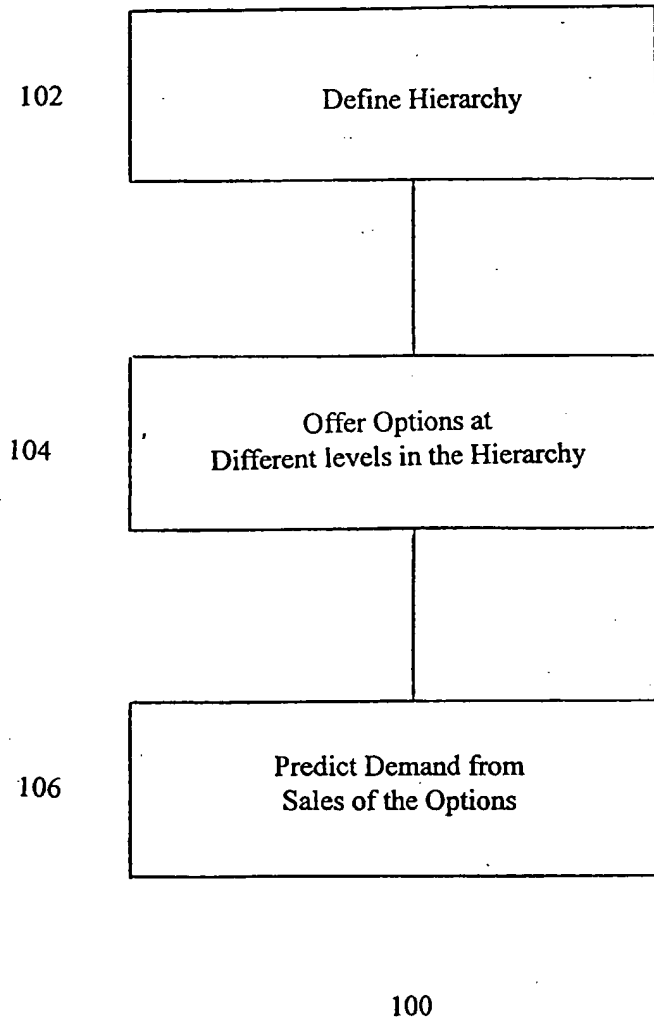 102
Define Hierarchy
104
Offer Options at
Different levels in the Hierarchy
106
Predict Demand from
Sales of the Options
100